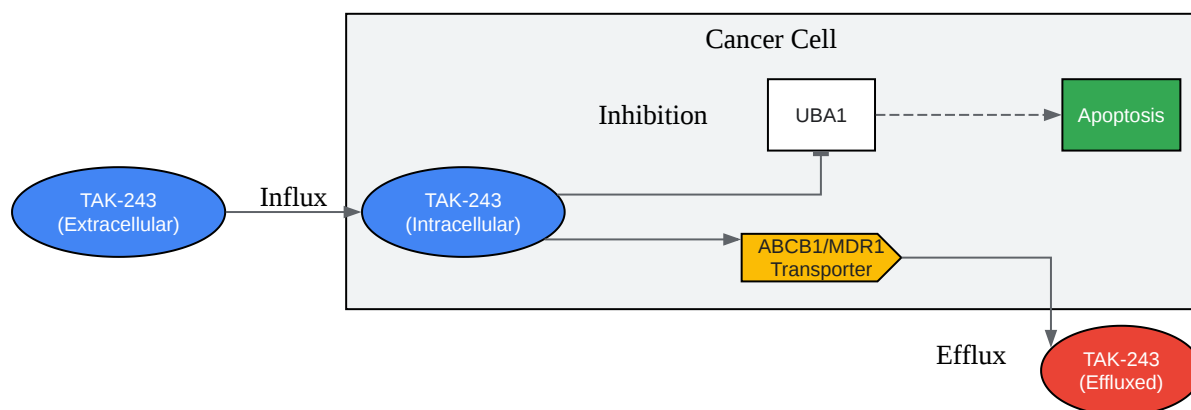 Cancer Cell
Inhibition
UBA1
Apoptosis
TAK-243
(Extracellular)
Influx
TAK-243
(Intracellular)
ABCB1/MDR1
Transporter
Efflux
TAK-243
(Effluxed)